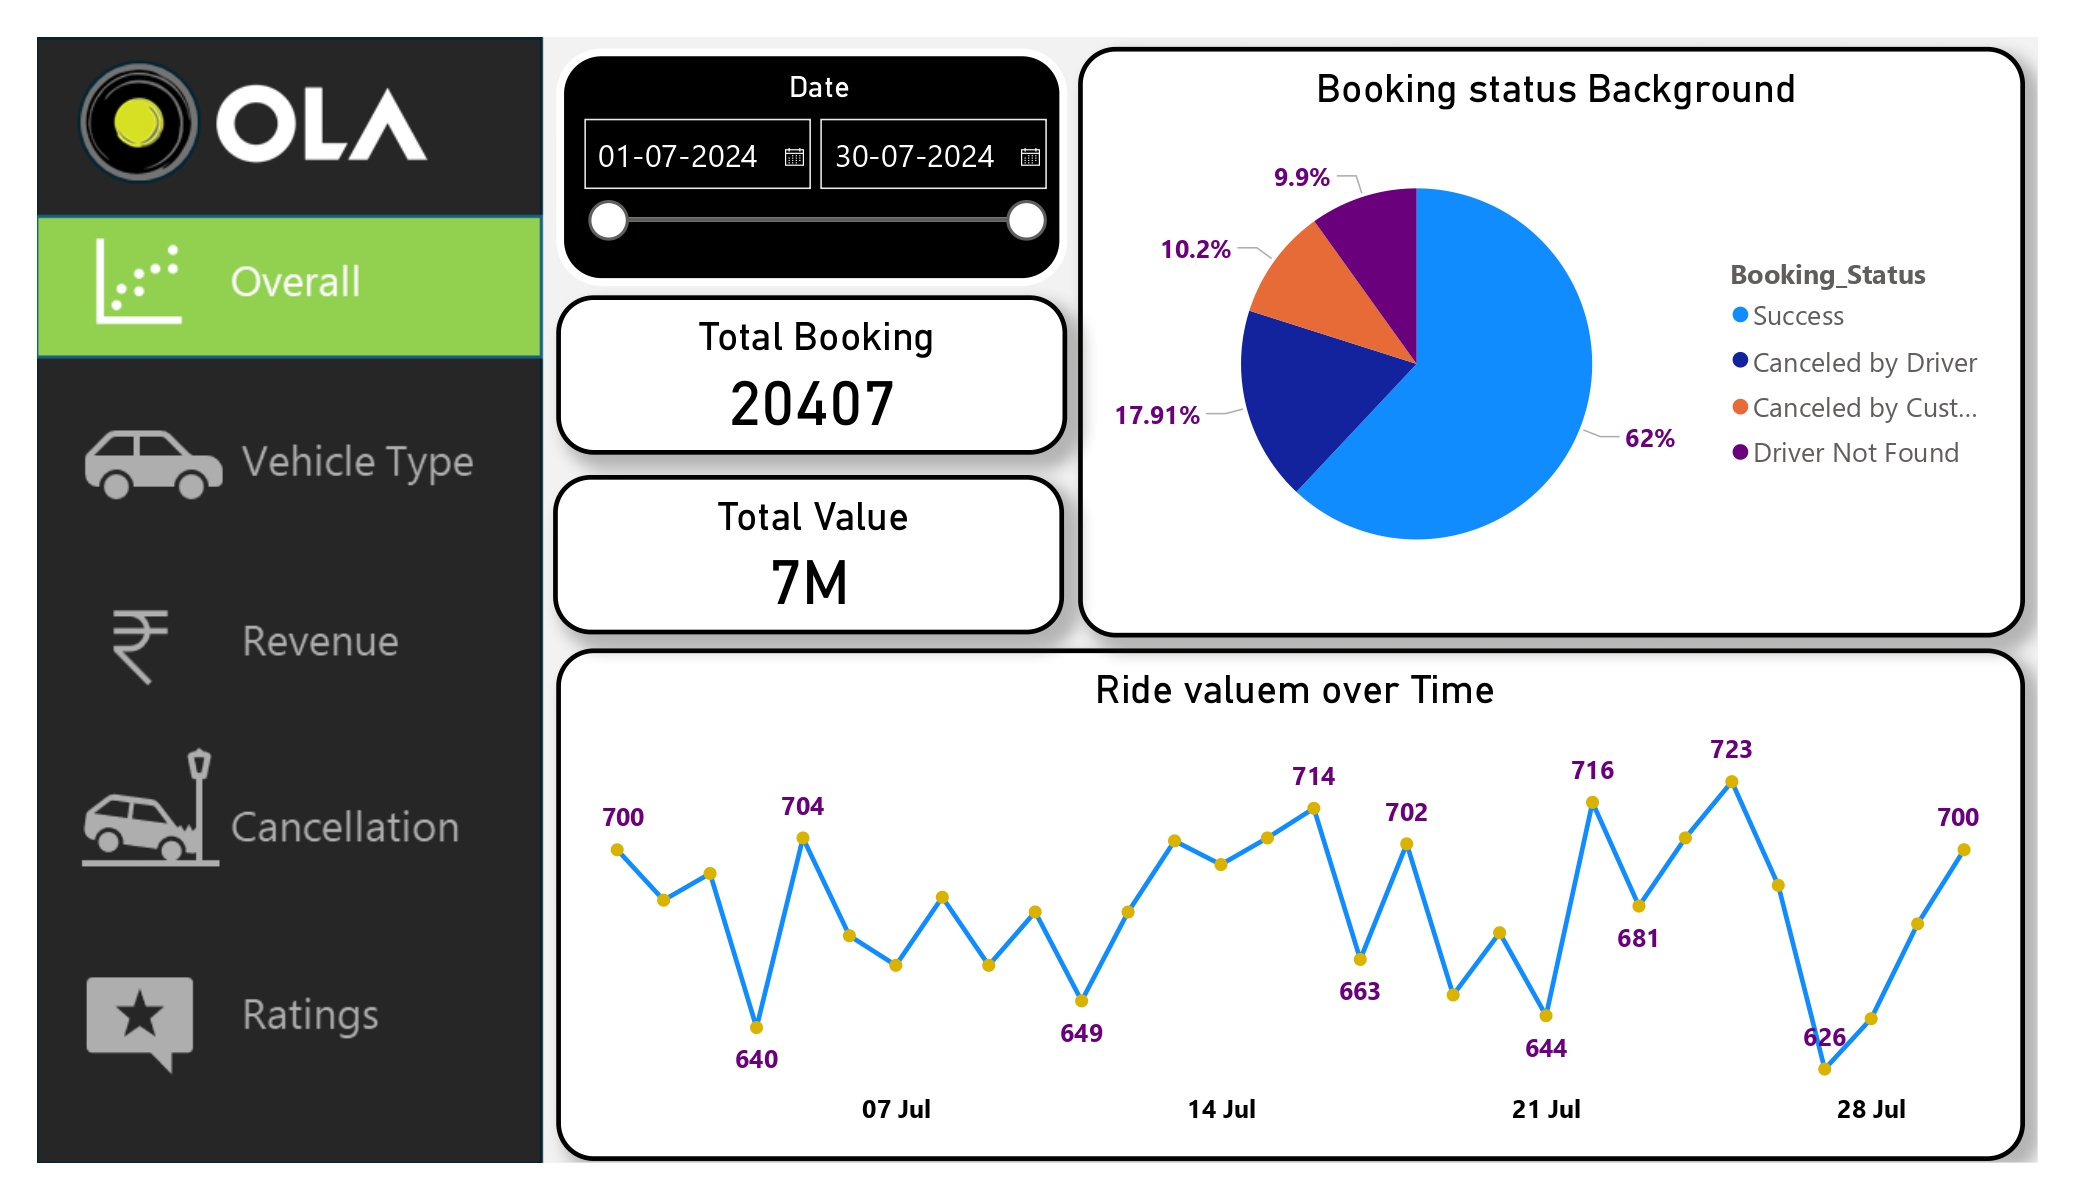 OLA
Overall
Vehicle Type
Revenue
Cancellation
Ratings
Date
01-07-2024 30-07-2024
Total Booking
20407
Total Value
7M
Booking status Background
9.9%
10.2%
17.91%
62%
Booking_Status
Success
Canceled by Driver
Canceled by Cust...
Driver Not Found
Ride valuem over Time
700
640
704
649
714
663
702
644
716
681
723
626
700
07 Jul 14 Jul 21 Jul 28 Jul